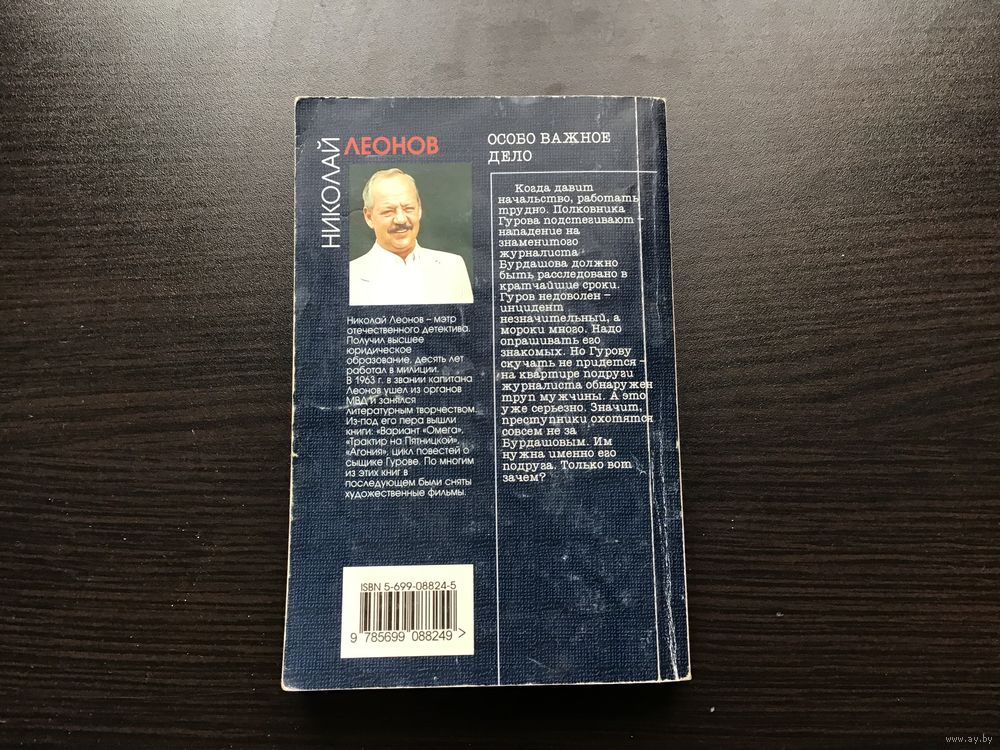 НИКОЛАЙ
ЛЕОНОВ
Николай Леонов – мэтр
отечественного детектива.
Получил высшее
юридическое
образование, десять лет
работал в милиции.
В 1963 г. в звании капитана
Леонов ушел из органов
МВД и занялся
литературным творчеством.
Из-под его пера вышли
книги: «Вариант «Омега»,
«Трактир на Пятницкой»,
«Агония», цикл повестей о
сыщике Гурове. По многим
из этих книг в
последующем были сняты
художественные фильмы.
ISBN 5-699-08824-5
9 785699 088249 >
ОСОБО ВАЖНОЕ
ДЕЛО
Когда давит
начальство, работать
трудно. Полковника
Гурова подстегивают –
нападение на
знаменитого
журналиста
Бурдашова должно
быть расследовано в
кратчайшие сроки.
Гуров недоволен –
инцидент
незначительный, а
мороки много. Надо
опрашивать его
знакомых. Но Гурову
скучать не придется –
на квартире подруги
журналиста обнаружен
труп мужчины. А это
уже серьезно. Значит,
преступники охотятся
совсем не за
Бурдашовым. Им
нужна именно его
подруга. Только вот
зачем?
www.ay.by